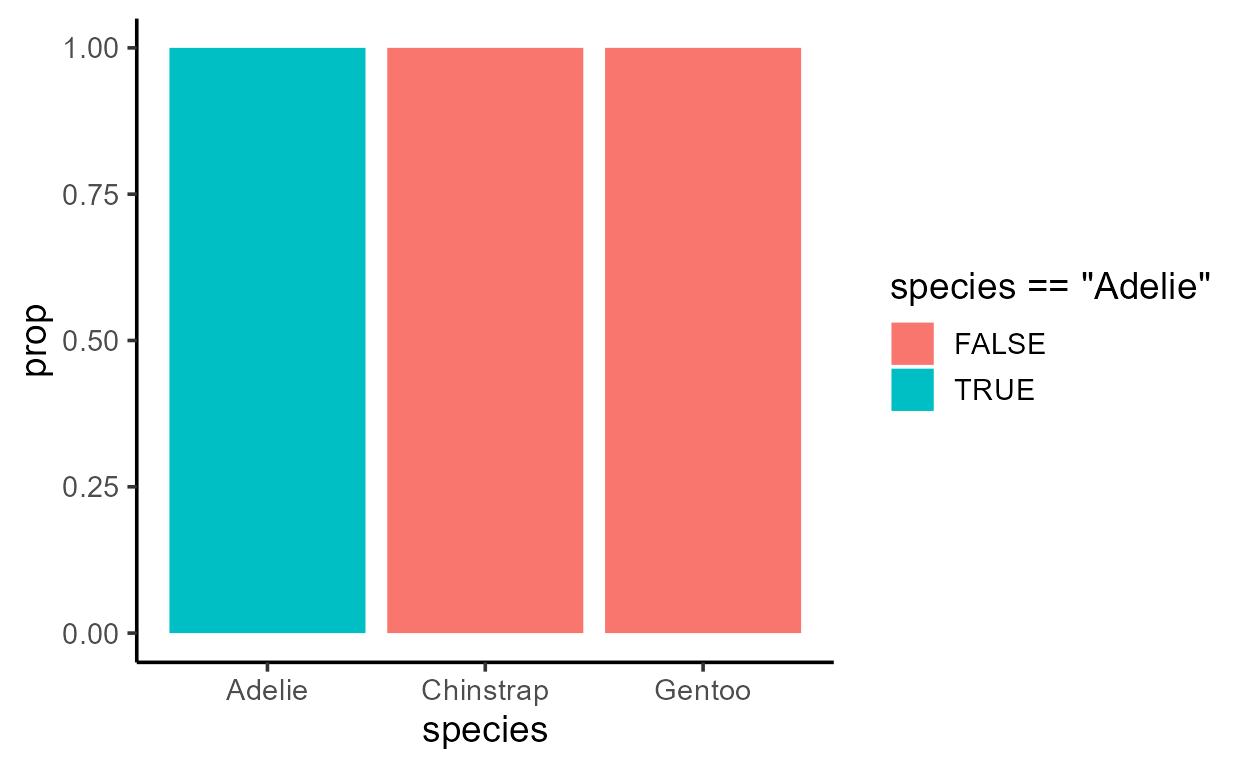 1.00
0.75
0.50
0.25
0.00
prop
Adelie
Chinstrap
Gentoo
species
species == "Adelie"
FALSE
TRUE